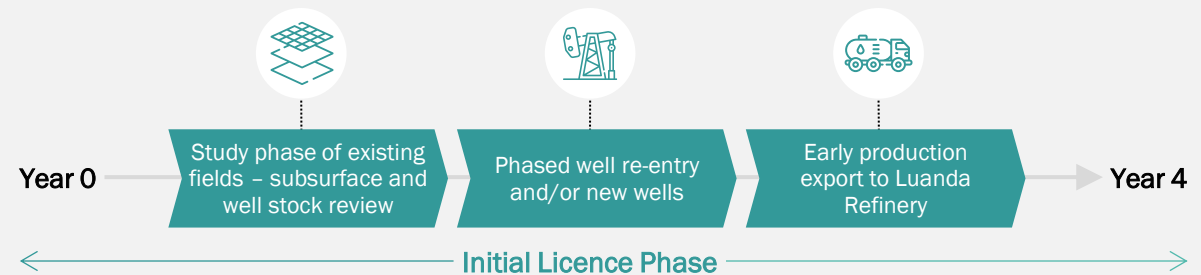 Year 0
Study phase of existing
fields – subsurface and
well stock review
Phased well re-entry
and/or new wells
Early production
export to Luanda
Refinery
Year 4
Initial Licence Phase